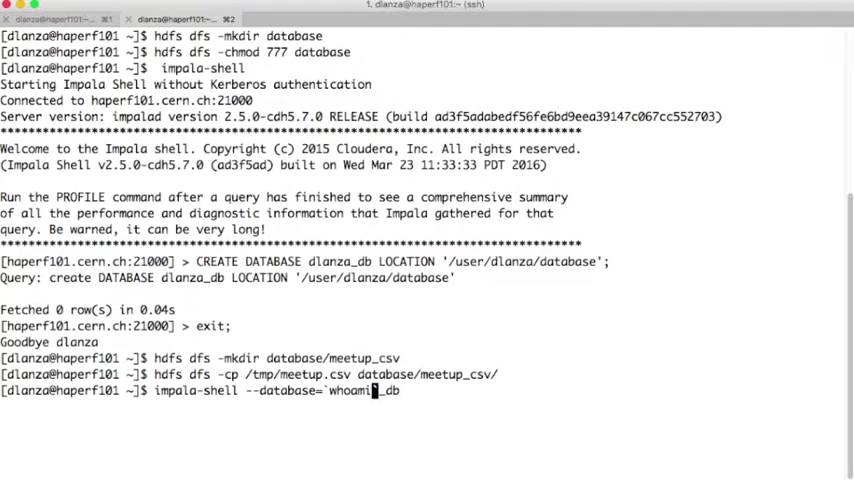 1. dlanza@haperf101:~ (ssh)
dlanza@haperf101:~... ⌘1
dlanza@haperf101:~... ⌘2
[dlanza@haperf101 ~]$ hdfs dfs -mkdir database
[dlanza@haperf101 ~]$ hdfs dfs -chmod 777 database
[dlanza@haperf101 ~]$  impala-shell
Starting Impala Shell without Kerberos authentication
Connected to haperf101.cern.ch:21000
Server version: impalad version 2.5.0-cdh5.7.0 RELEASE (build ad3f5adabedf56fe6bd9eea39147c067cc552703)
***********************************************************************************
Welcome to the Impala shell. Copyright (c) 2015 Cloudera, Inc. All rights reserved.
(Impala Shell v2.5.0-cdh5.7.0 (ad3f5ad) built on Wed Mar 23 11:33:33 PDT 2016)
Run the PROFILE command after a query has finished to see a comprehensive summary
of all the performance and diagnostic information that Impala gathered for that
query. Be warned, it can be very long!
***********************************************************************************
[haperf101.cern.ch:21000] > CREATE DATABASE dlanza_db LOCATION '/user/dlanza/database';
Query: create DATABASE dlanza_db LOCATION '/user/dlanza/database'
Fetched 0 row(s) in 0.04s
[haperf101.cern.ch:21000] > exit;
Goodbye dlanza
[dlanza@haperf101 ~]$ hdfs dfs -mkdir database/meetup_csv
[dlanza@haperf101 ~]$ hdfs dfs -cp /tmp/meetup.csv database/meetup_csv/
[dlanza@haperf101 ~]$ impala-shell --database=`whoami`_db